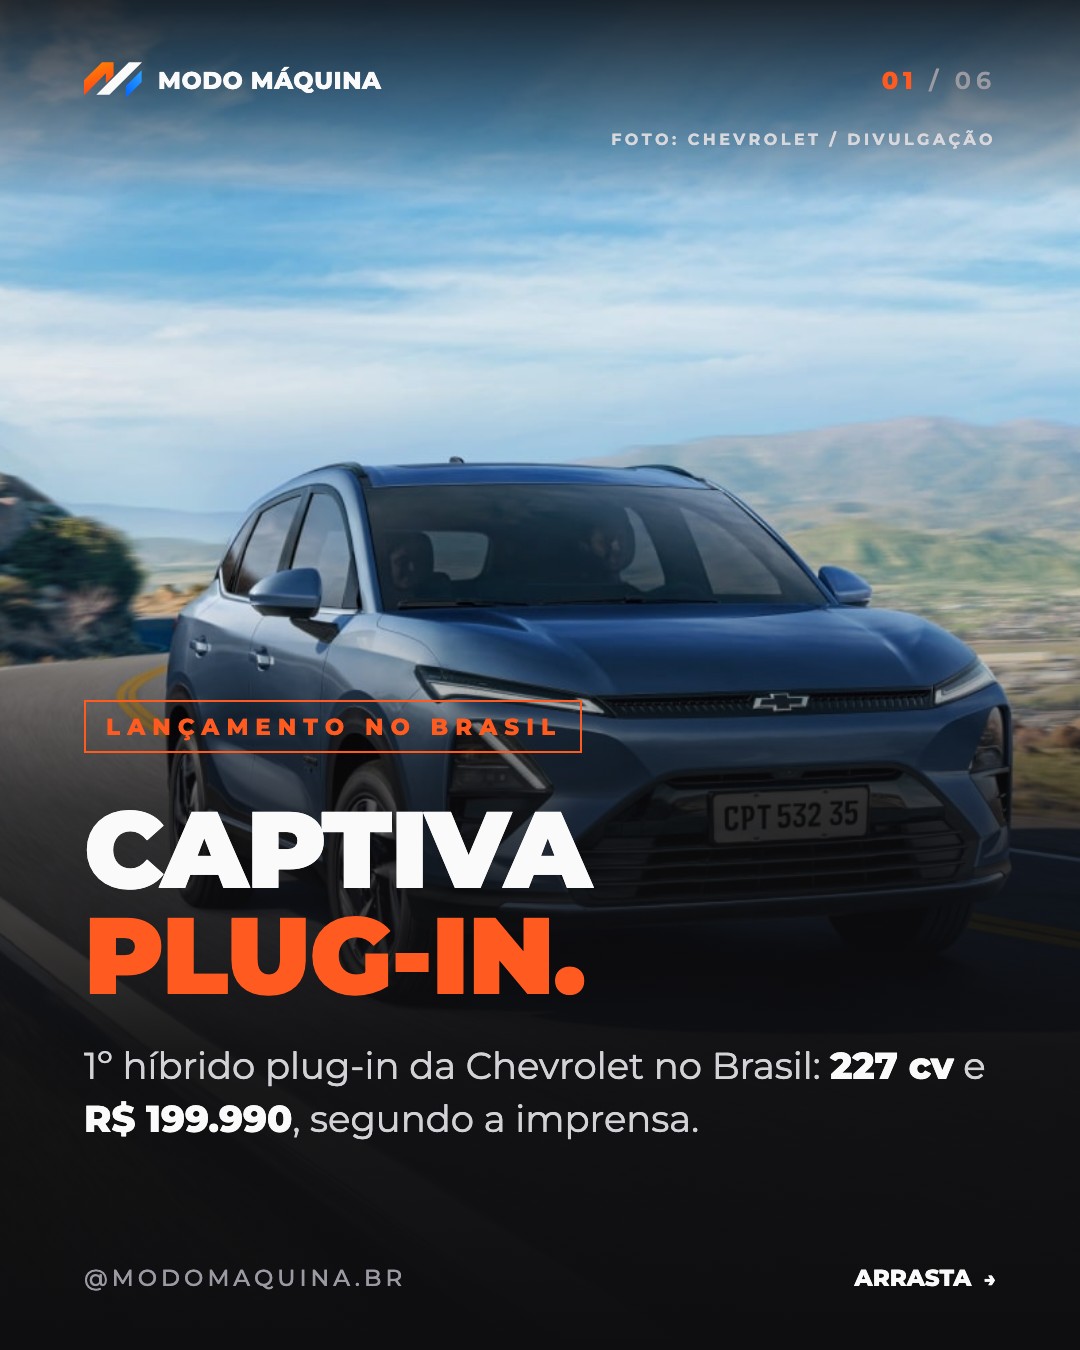 MODO MÁQUINA
01 / 06
FOTO: CHEVROLET / DIVULGAÇÃO
LANÇAMENTO NO BRASIL
CPT 532 35
CAPTIVA
PLUG-IN.
1º híbrido plug-in da Chevrolet no Brasil: 227 cv e
R$ 199.990, segundo a imprensa.
@MODOMAQUINA.BR
ARRASTA →